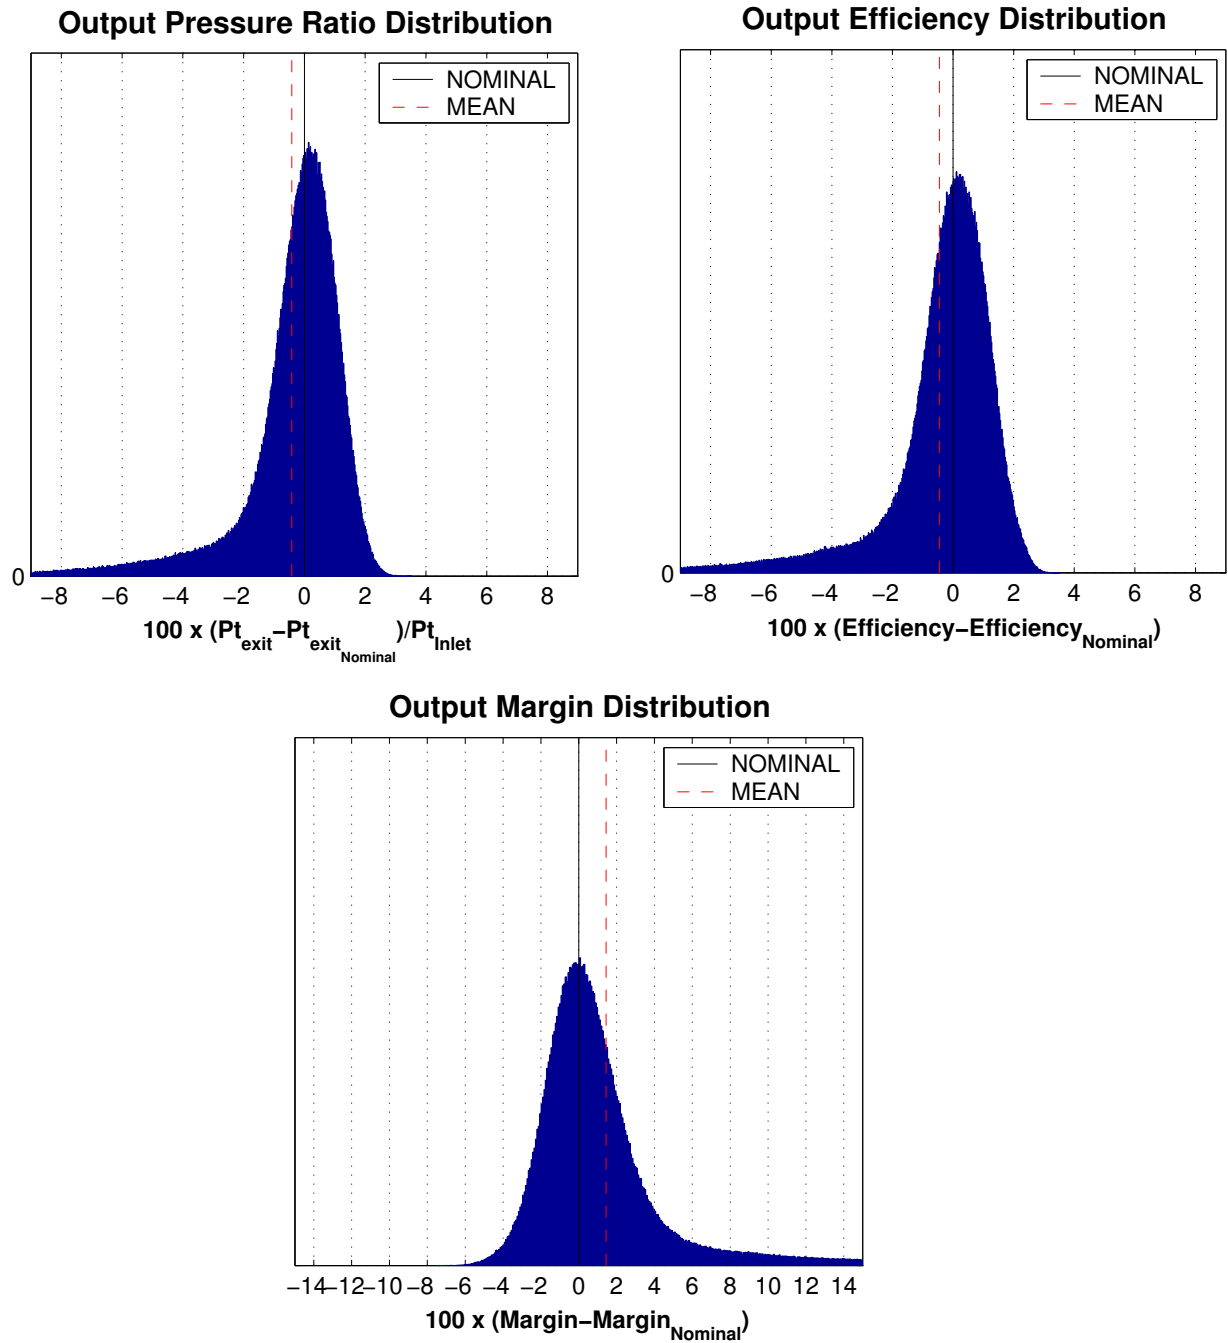 Output Pressure Ratio Distribution
NOMINAL
MEAN
0
−8 −6 −4 −2 0 2 4 6 8
100 x (Pt_exit−Pt_exit_Nominal)/Pt_Inlet
Output Efficiency Distribution
NOMINAL
MEAN
0
−8 −6 −4 −2 0 2 4 6 8
100 x (Efficiency−Efficiency_Nominal)
Output Margin Distribution
NOMINAL
MEAN
−14 −12 −10 −8 −6 −4 −2 0 2 4 6 8 10 12 14
100 x (Margin−Margin_Nominal)